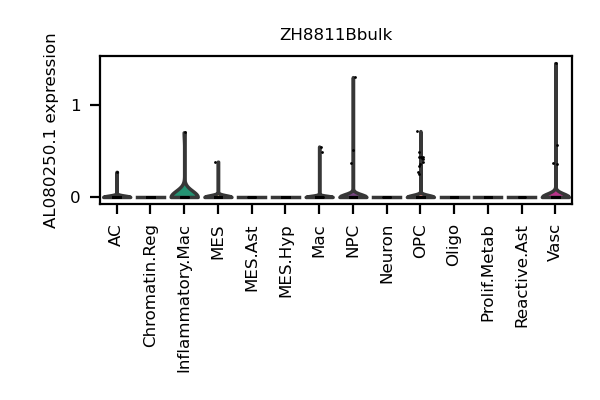 ZH8811Bbulk
AL080250.1 expression
1
0
AC
Chromatin.Reg
Inflammatory.Mac
MES
MES.Ast
MES.Hyp
Mac
NPC
Neuron
OPC
Oligo
Prolif.Metab
Reactive.Ast
Vasc